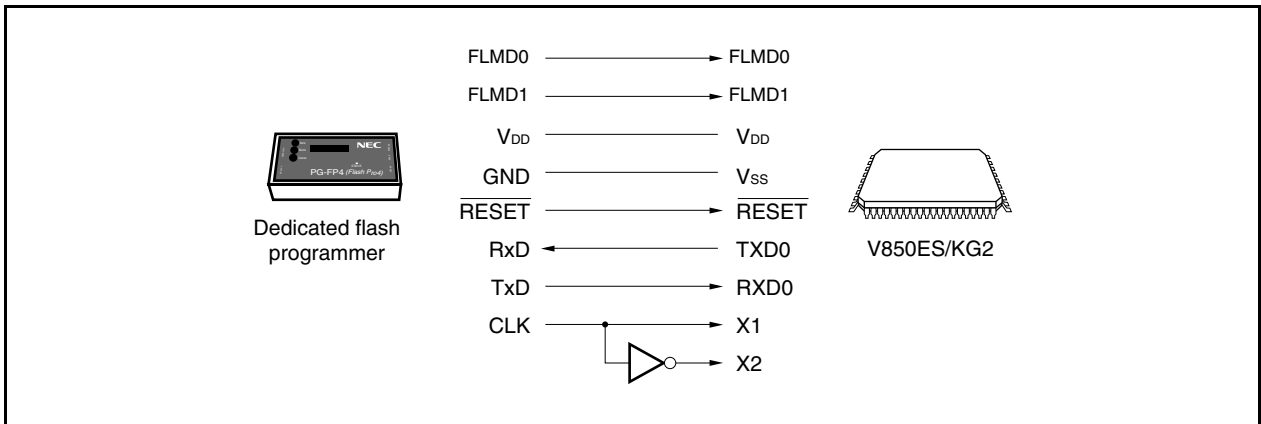 FLMD0 FLMD0
FLMD1 FLMD1
VDD VDD
GND VSS
RESET RESET
RxD TXD0
TxD RXD0
CLK X1
X2
NEC
PG-FP4 (Flash Pro4)
Dedicated flash
programmer
V850ES/KG2